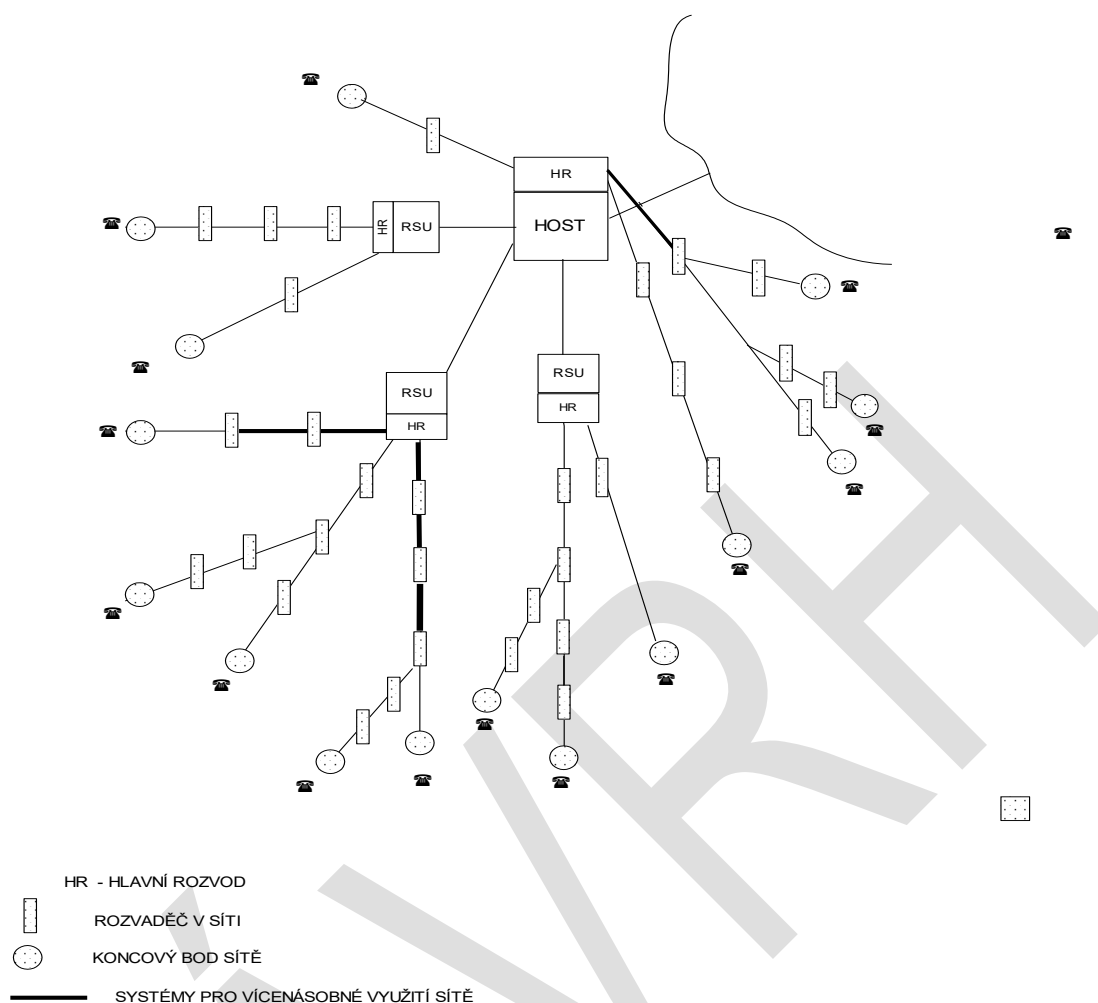 HR
HOST
HR
RSU
RSU
HR
RSU
HR
HR - HLAVNÍ ROZVOD
ROZVADĚČ V SÍTI
KONCOVÝ BOD SÍTĚ
SYSTÉMY PRO VÍCENÁSOBNÉ VYUŽITÍ SÍTĚ
VRH